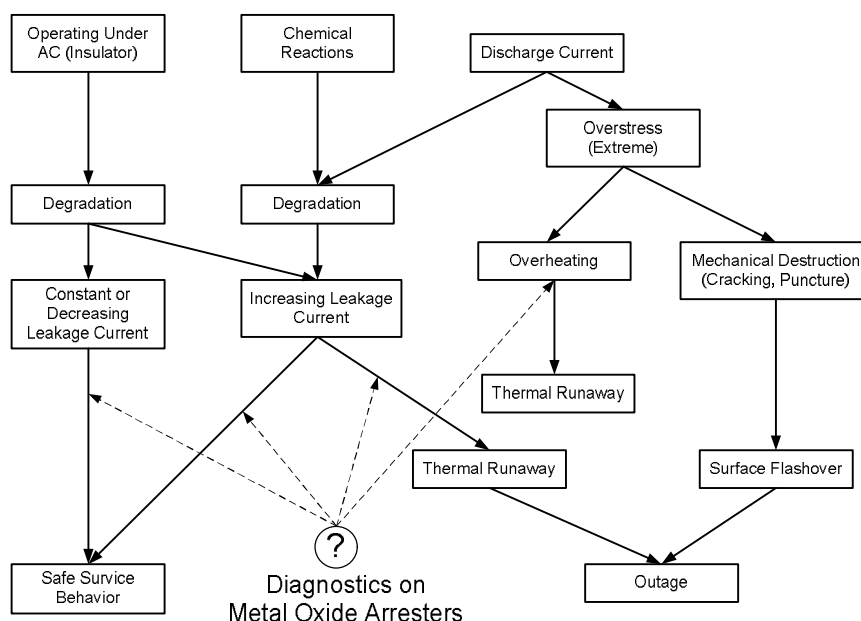 Operating Under
AC (Insulator)
Chemical
Reactions
Discharge Current
Overstress
(Extreme)
Degradation
Degradation
Overheating
Mechanical Destruction
(Cracking, Puncture)
Constant or
Decreasing
Leakage Current
Increasing Leakage
Current
Thermal Runaway
Thermal Runaway
Surface Flashover
?
Safe Survice
Behavior
Diagnostics on
Metal Oxide Arresters
Outage